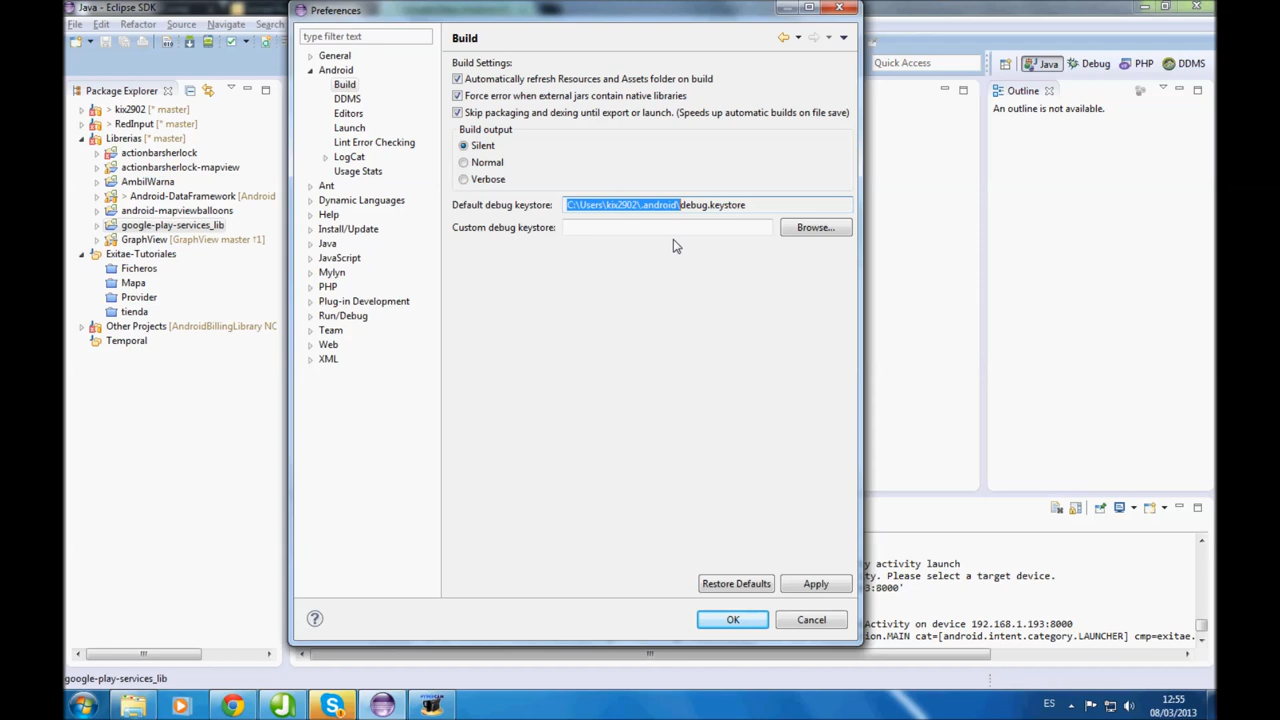 Java - Eclipse SDK
File Edit Refactor Source Navigate Search
Quick Access
Java
Debug
PHP
DDMS
Package Explorer
> kix2902 [* master]
> RedInput [* master]
Librerias [* master]
actionbarsherlock
actionbarsherlock-mapview
AmbilWarna
> Android-DataFramework [Android
android-mapviewballoons
google-play-services_lib
GraphView [GraphView master ↑1]
Exitae-Tutoriales
Ficheros
Mapa
Provider
tienda
Other Projects [AndroidBillingLibrary NC
Temporal
Preferences
type filter text
General
Android
Build
DDMS
Editors
Launch
Lint Error Checking
LogCat
Usage Stats
Ant
Dynamic Languages
Help
Install/Update
Java
JavaScript
Mylyn
PHP
Plug-in Development
Run/Debug
Team
Web
XML
Build
Build Settings:
Automatically refresh Resources and Assets folder on build
Force error when external jars contain native libraries
Skip packaging and dexing until export or launch. (Speeds up automatic builds on file save)
Build output
Silent
Normal
Verbose
Default debug keystore: C:\Users\kix2902\.android\debug.keystore
Custom debug keystore:
Browse...
Restore Defaults
Apply
OK
Cancel
Outline
An outline is not available.
y activity launch
ty. Please select a target device.
93:8000'
Activity on device 192.168.1.193:8000
ion.MAIN cat=[android.intent.category.LAUNCHER] cmp=exitae.
google-play-services_lib
ES
12:55
08/03/2013